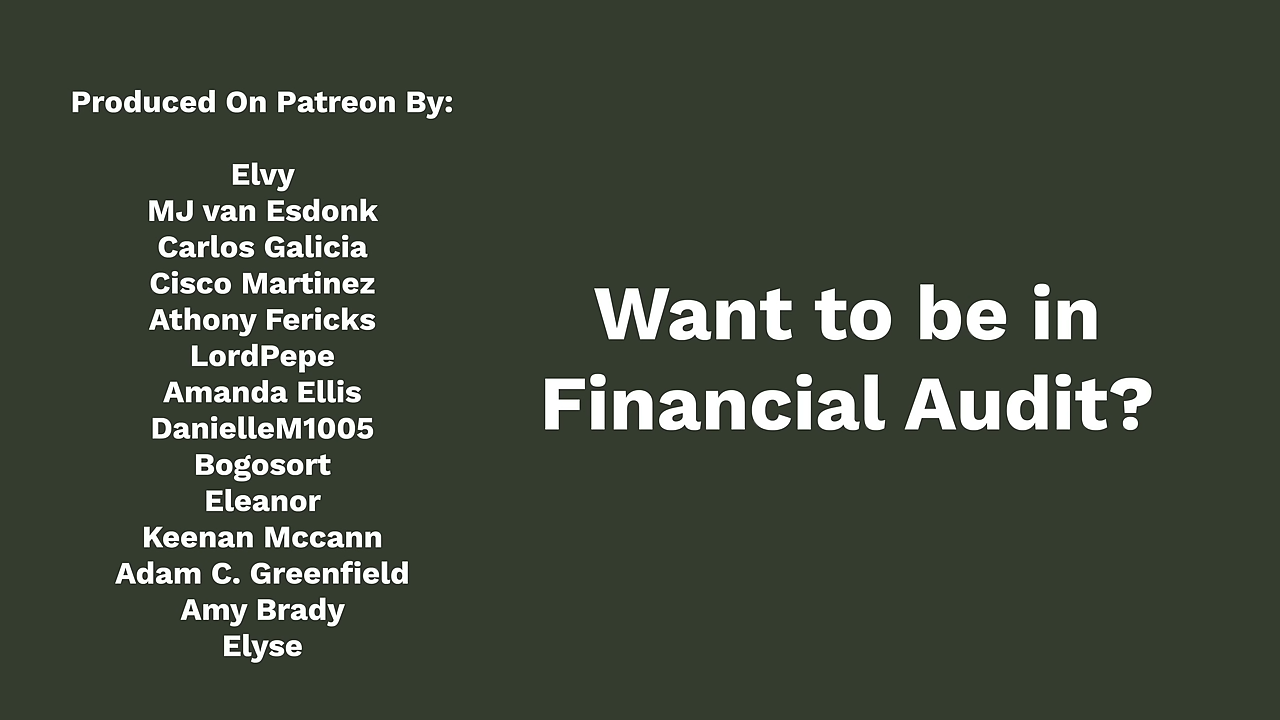 Produced On Patreon By:
Elvy
MJ van Esdonk
Carlos Galicia
Cisco Martinez
Athony Fericks
LordPepe
Amanda Ellis
DanielleM1005
Bogosort
Eleanor
Keenan Mccann
Adam C. Greenfield
Amy Brady
Elyse
Want to be in
Financial Audit?